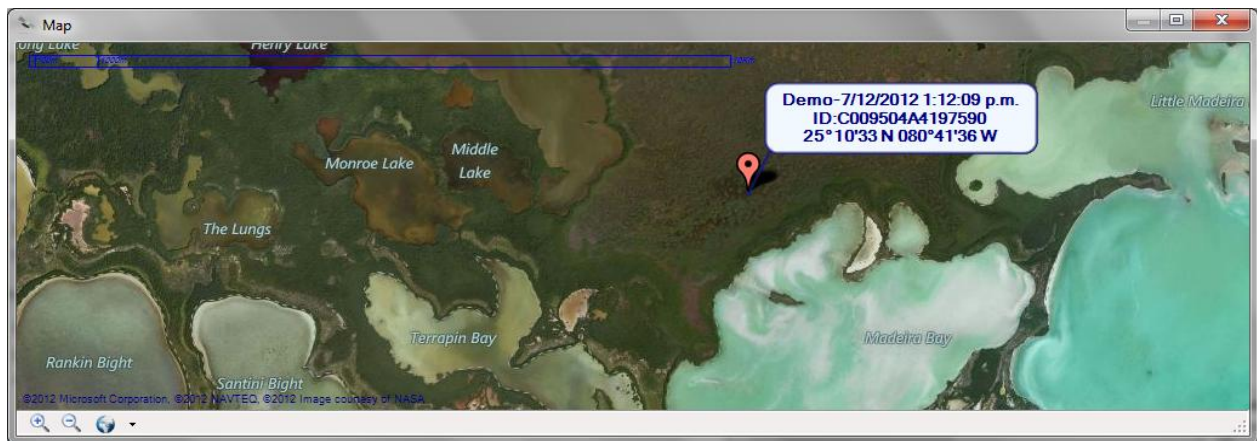 Map
ong Lake
Henry Lake
Demo-7/12/2012 1:12:09 p.m.
ID:C009504A4197590
25°10'33 N 080°41'36 W
Little Madeira
Monroe Lake
Middle
Lake
The Lungs
Terrapin Bay
Madeira Bay
Rankin Bight
Santini Bight
©2012 Microsoft Corporation, ©2012 NAVTEQ, ©2012 Image courtesy of NASA